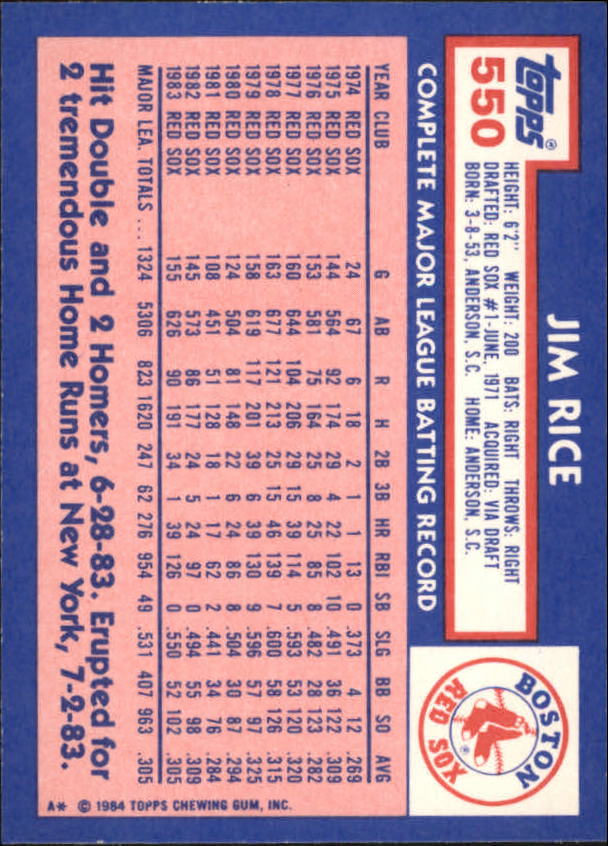 topps®
550
JIM RICE
HEIGHT: 6'2" WEIGHT: 200 BATS: RIGHT THROWS: RIGHT
DRAFTED: RED SOX #1-JUNE, 1971 ACQUIRED: VIA DRAFT
BORN: 3-8-53, ANDERSON, S.C. HOME: ANDERSON, S.C.
BOSTON
RED SOX
®
COMPLETE MAJOR LEAGUE BATTING RECORD
YEAR CLUB G AB R H 2B 3B HR RBI SB SLG BB SO AVG
1974 RED SOX 24 67 6 18 2 1 1 13 0 .373 4 12 .269
1975 RED SOX 144 564 92 174 29 4 22 102 10 .491 36 122 .309
1976 RED SOX 153 581 75 164 25 8 25 85 8 .482 28 123 .282
1977 RED SOX 160 644 104 206 29 15 39 114 5 .593 53 120 .320
1978 RED SOX 163 677 121 213 25 15 46 139 7 .600 58 126 .315
1979 RED SOX 158 619 117 201 39 6 39 130 9 .596 57 97 .325
1980 RED SOX 124 504 81 148 22 6 24 86 8 .504 30 87 .294
1981 RED SOX 108 451 51 128 18 1 17 62 2 .441 34 76 .284
1982 RED SOX 145 573 86 177 24 5 24 97 0 .494 55 98 .309
1983 RED SOX 155 626 90 191 34 1 39 126 0 .550 52 102 .305
MAJOR LEA. TOTALS ... 1324 5306 823 1620 247 62 276 954 49 .531 407 963 .305
Hit Double and 2 Homers, 6-28-83. Erupted for
2 tremendous Home Runs at New York, 7-2-83.
A* © 1984 TOPPS CHEWING GUM, INC.